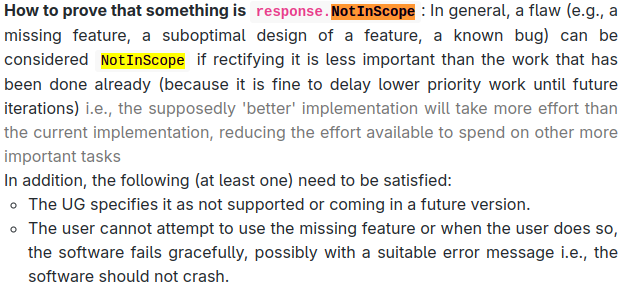 How to prove that something is response.NotInScope : In general, a flaw (e.g., a
missing feature, a suboptimal design of a feature, a known bug) can be
considered NotInScope if rectifying it is less important than the work that has
been done already (because it is fine to delay lower priority work until future
iterations) i.e., the supposedly 'better' implementation will take more effort than
the current implementation, reducing the effort available to spend on other more
important tasks
In addition, the following (at least one) need to be satisfied:
◦ The UG specifies it as not supported or coming in a future version.
◦ The user cannot attempt to use the missing feature or when the user does so,
the software fails gracefully, possibly with a suitable error message i.e., the
software should not crash.